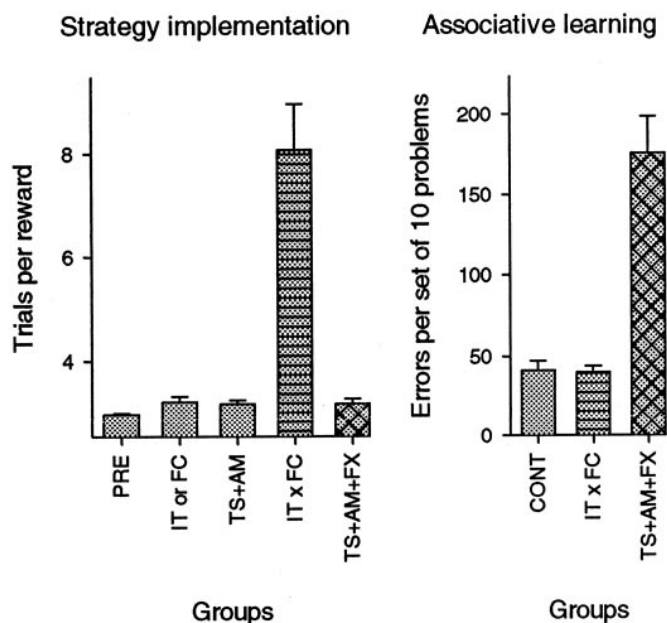 Strategy implementation
Trials per reward
8
6
4
PRE
IT or FC
TS+AM
IT x FC
TS+AM+FX
Groups
Associative learning
Errors per set of 10 problems
200
150
100
50
0
CONT
IT x FC
TS+AM+FX
Groups